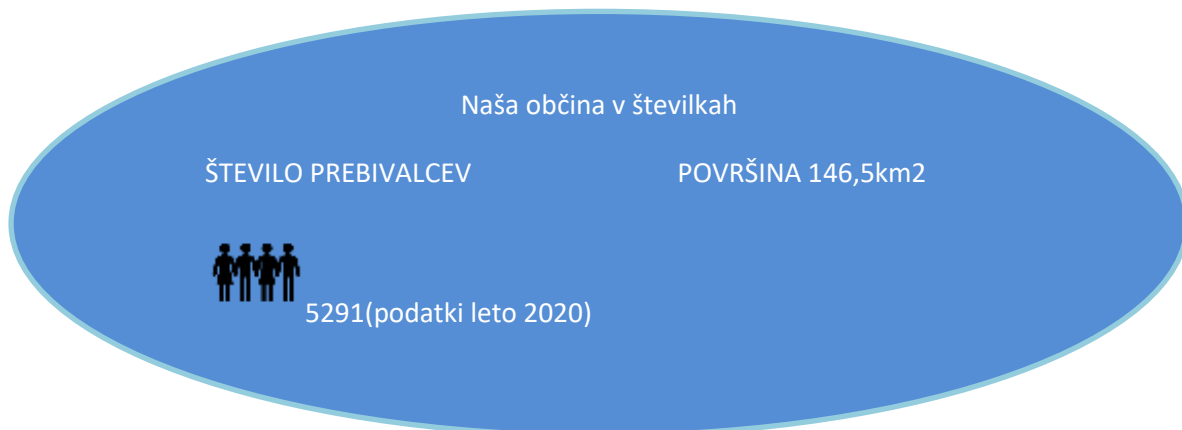 Naša občina v številkah
ŠTEVILO PREBIVALCEV POVRŠINA 146,5km2
5291(podatki leto 2020)